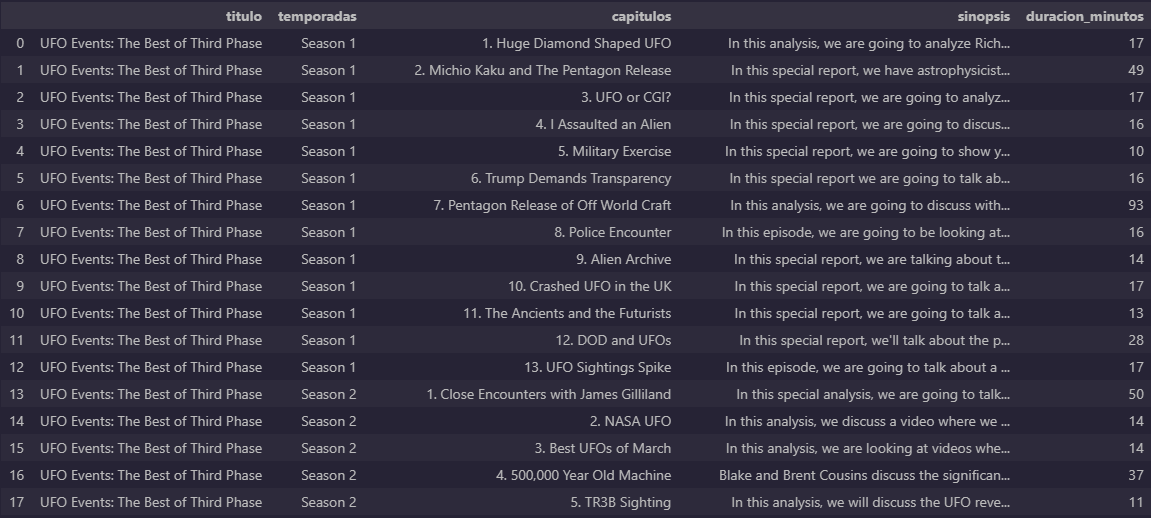 titulo temporadas capitulos sinopsis duracion_minutos
0 UFO Events: The Best of Third Phase Season 1 1. Huge Diamond Shaped UFO In this analysis, we are going to analyze Rich... 17
1 UFO Events: The Best of Third Phase Season 1 2. Michio Kaku and The Pentagon Release In this special report, we have astrophysicist... 49
2 UFO Events: The Best of Third Phase Season 1 3. UFO or CGI? In this special report, we are going to analyz... 17
3 UFO Events: The Best of Third Phase Season 1 4. I Assaulted an Alien In this special report, we are going to discus... 16
4 UFO Events: The Best of Third Phase Season 1 5. Military Exercise In this special report, we are going to show y... 10
5 UFO Events: The Best of Third Phase Season 1 6. Trump Demands Transparency In this special report we are going to talk ab... 16
6 UFO Events: The Best of Third Phase Season 1 7. Pentagon Release of Off World Craft In this analysis, we are going to discuss with... 93
7 UFO Events: The Best of Third Phase Season 1 8. Police Encounter In this episode, we are going to be looking at... 16
8 UFO Events: The Best of Third Phase Season 1 9. Alien Archive In this special report, we are talking about t... 14
9 UFO Events: The Best of Third Phase Season 1 10. Crashed UFO in the UK In this special report, we are going to talk a... 17
10 UFO Events: The Best of Third Phase Season 1 11. The Ancients and the Futurists In this special report, we are going to talk a... 13
11 UFO Events: The Best of Third Phase Season 1 12. DOD and UFOs In this special report, we'll talk about the p... 28
12 UFO Events: The Best of Third Phase Season 1 13. UFO Sightings Spike In this episode, we are going to talk about a ... 17
13 UFO Events: The Best of Third Phase Season 2 1. Close Encounters with James Gilliland In this special analysis, we are going to talk... 50
14 UFO Events: The Best of Third Phase Season 2 2. NASA UFO In this analysis, we discuss a video where we ... 14
15 UFO Events: The Best of Third Phase Season 2 3. Best UFOs of March In this analysis, we are looking at videos whe... 14
16 UFO Events: The Best of Third Phase Season 2 4. 500,000 Year Old Machine Blake and Brent Cousins discuss the significan... 37
17 UFO Events: The Best of Third Phase Season 2 5. TR3B Sighting In this analysis, we will discuss the UFO reve... 11